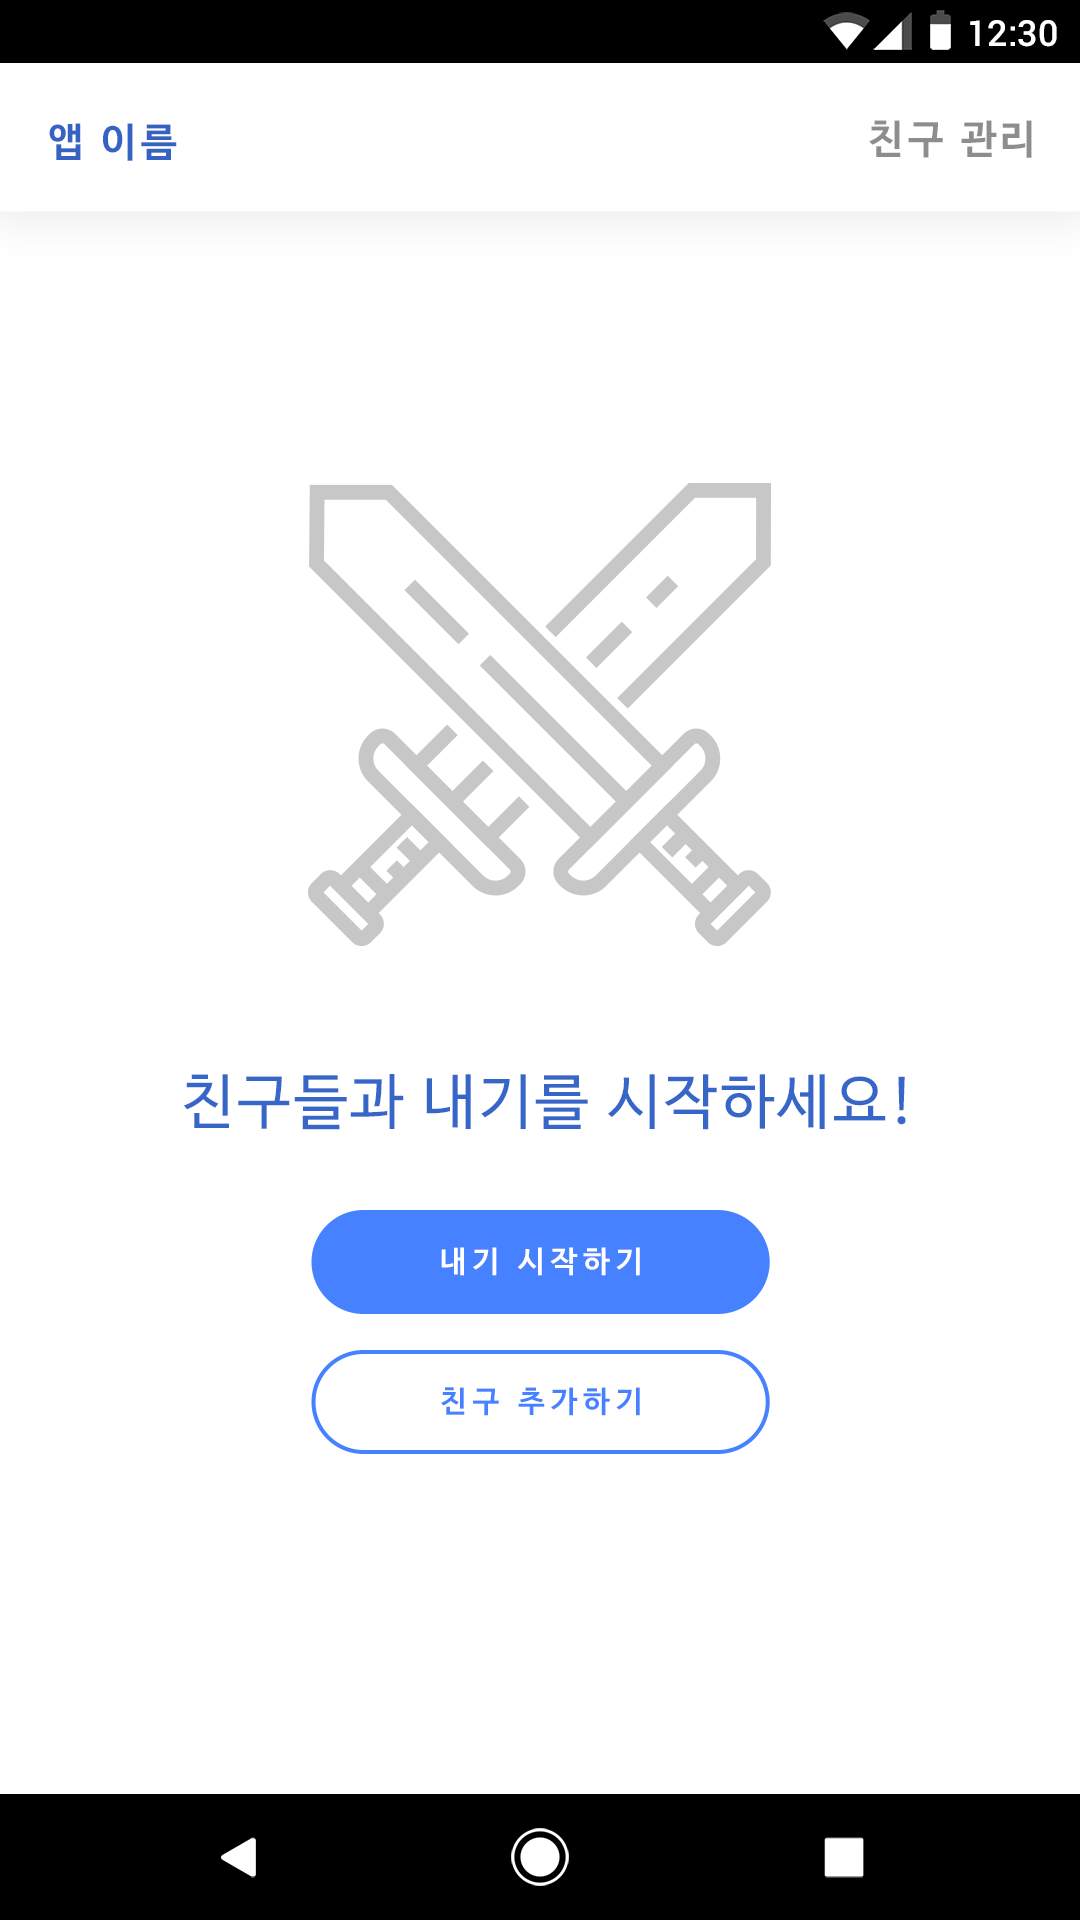 12:30
앱 이름
친구 관리
친구들과 내기를 시작하세요!
내기 시작하기
친구 추가하기